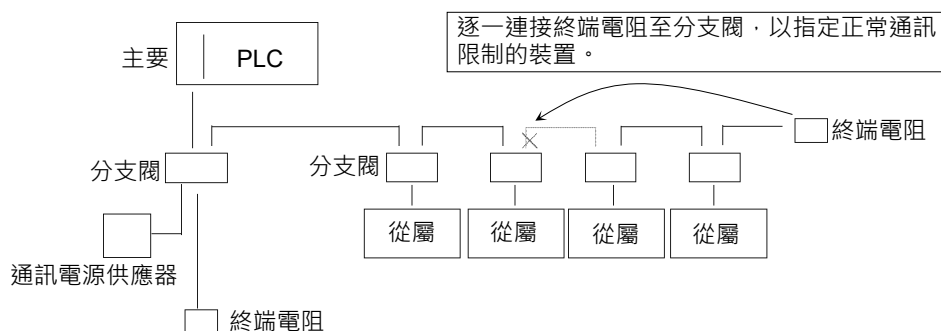 逐一連接終端電阻至分支閥，以指定正常通訊
限制的裝置。
主要
PLC
終端電阻
分支閥
分支閥
從屬
從屬
從屬
從屬
通訊電源供應器
終端電阻